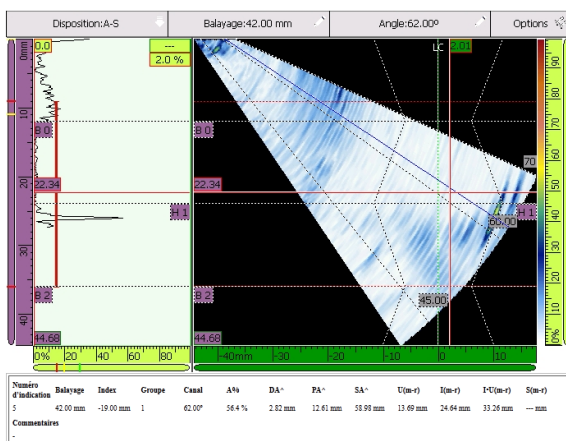 Disposition:A-S Balayage:42.00 mm Angle:62.00º Options
0.0 --- LC 2.01
2.0 %
0mm 10 20 30 40
B 0 B 0
22.34 22.34
H 1 H 1
70
66.00
45.00
B 2 B 2
44.68 44.68
0% 20 40 60 80 -40mm -30 -20 -10 0 10
0% 10 20 30 40 50 60 70 80 90
Numéro d'indication Balayage Index Groupe Canal A% DA^ PA^ SA^ U(m-r) I(m-r) I*U(m-r) S(m-r)
5 42.00 mm -19.00 mm 1 62.00º 56.4 % 2.82 mm 12.61 mm 58.98 mm 13.69 mm 24.64 mm 33.26 mm --- mm
Commentaires
-